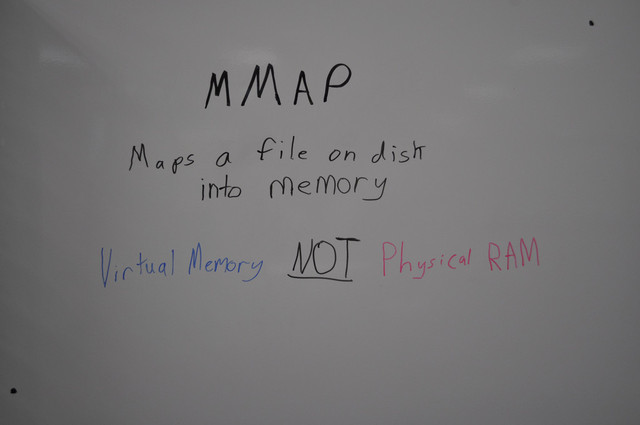 MMAP
Maps a file on disk
into memory
Virtual Memory NOT Physical RAM